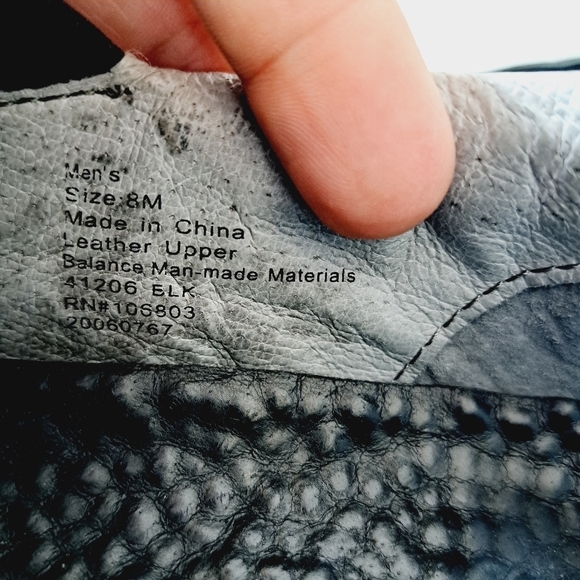 Men's
Size:8M
Made in China
Leather Upper
Balance Man-made Materials
41206 BLK
RN#106803
20060767